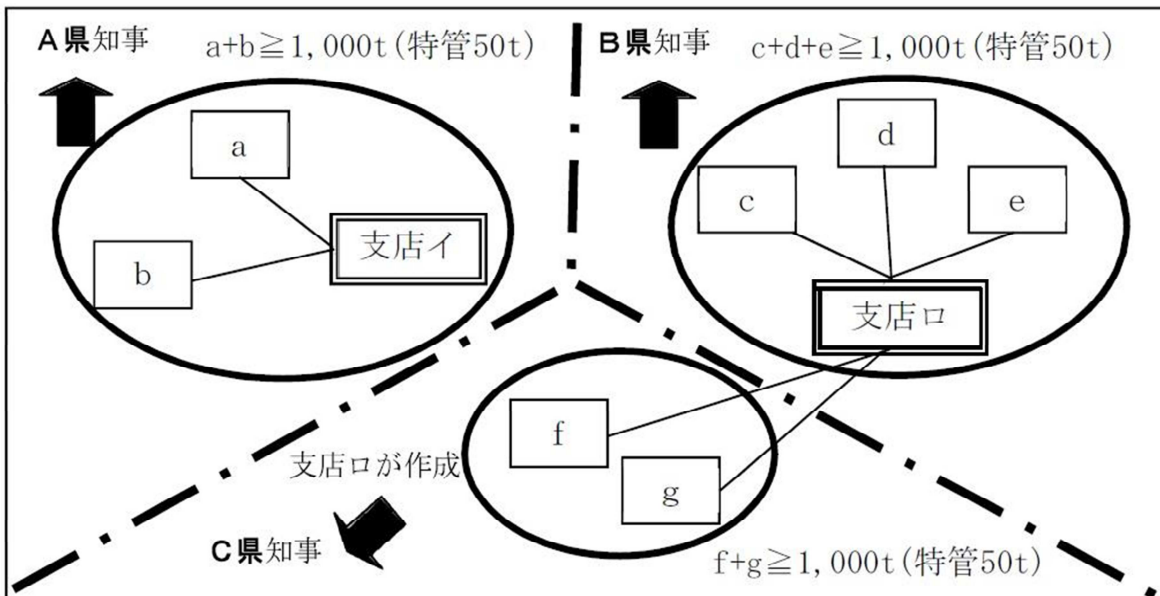 A県知事
a+b≧1,000t(特管50t)
a
b
支店イ
B県知事
c+d+e≧1,000t(特管50t)
d
c
e
支店ロ
f
g
支店ロが作成
C県知事
f+g≧1,000t(特管50t)